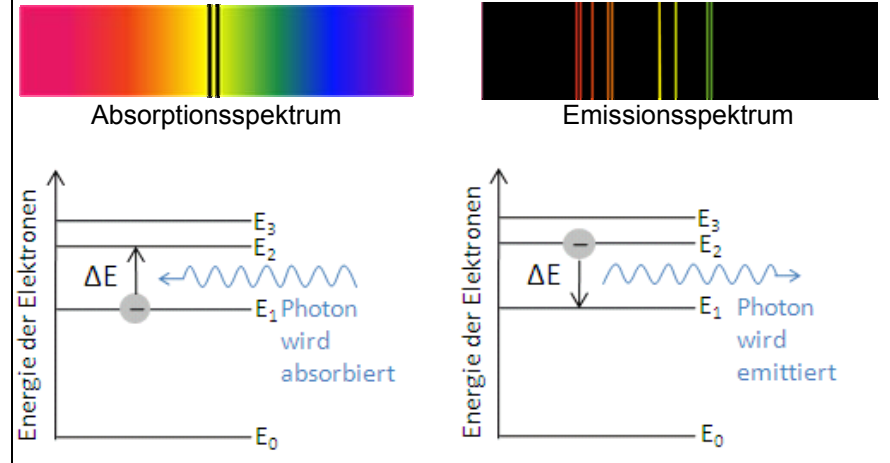 Absorptionsspektrum
Emissionsspektrum
Energie der Elektronen
E₃
E₂
ΔE
−
E₁
Photon
wird
absorbiert
E₀
Energie der Elektronen
E₃
−
E₂
ΔE
E₁
Photon
wird
emittiert
E₀